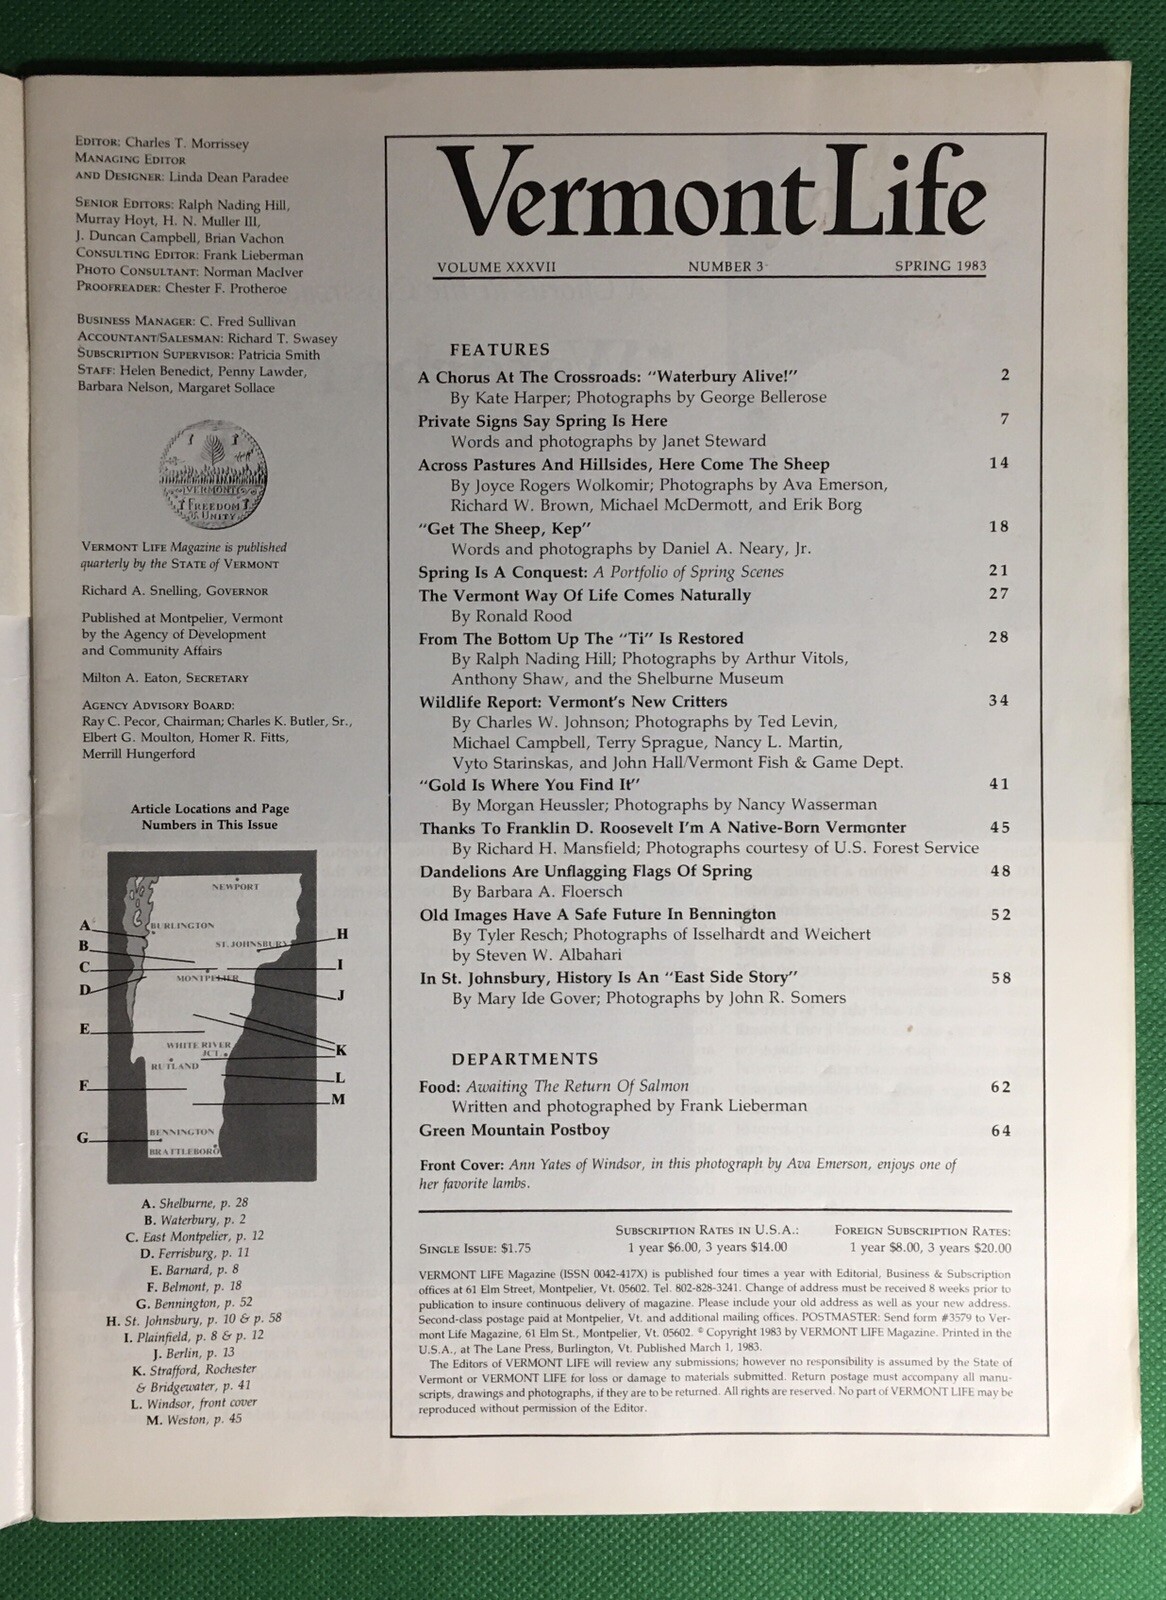 EDITOR: Charles T. Morrissey
MANAGING EDITOR
AND DESIGNER: Linda Dean Paradee
SENIOR EDITORS: Ralph Nading Hill,
Murray Hoyt, H. N. Muller III,
J. Duncan Campbell, Brian Vachon
CONSULTING EDITOR: Frank Lieberman
PHOTO CONSULTANT: Norman MacIver
PROOFREADER: Chester F. Protheroe
BUSINESS MANAGER: C. Fred Sullivan
ACCOUNTANT/SALESMAN: Richard T. Swasey
SUBSCRIPTION SUPERVISOR: Patricia Smith
STAFF: Helen Benedict, Penny Lawder,
Barbara Nelson, Margaret Sollace
VERMONT
FREEDOM
& UNITY
VERMONT LIFE Magazine is published
quarterly by the STATE of VERMONT
Richard A. Snelling, GOVERNOR
Published at Montpelier, Vermont
by the Agency of Development
and Community Affairs
Milton A. Eaton, SECRETARY
AGENCY ADVISORY BOARD:
Ray C. Pecor, Chairman; Charles K. Butler, Sr.,
Elbert G. Moulton, Homer R. Fitts,
Merrill Hungerford
Article Locations and Page
Numbers in This Issue
NEWPORT
A BURLINGTON
B ST. JOHNSBURY H
C I
MONTPELIER
D J
E
WHITE RIVER
JCT. K
RUTLAND
F L
M
G BENNINGTON
BRATTLEBORO
A. Shelburne, p. 28
B. Waterbury, p. 2
C. East Montpelier, p. 12
D. Ferrisburg, p. 11
E. Barnard, p. 8
F. Belmont, p. 18
G. Bennington, p. 52
H. St. Johnsbury, p. 10 & p. 58
I. Plainfield, p. 8 & p. 12
J. Berlin, p. 13
K. Strafford, Rochester
& Bridgewater, p. 41
L. Windsor, front cover
M. Weston, p. 45
Vermont Life
VOLUME XXXVII NUMBER 3 SPRING 1983
FEATURES
A Chorus At The Crossroads: "Waterbury Alive!" 2
By Kate Harper; Photographs by George Bellerose
Private Signs Say Spring Is Here 7
Words and photographs by Janet Steward
Across Pastures And Hillsides, Here Come The Sheep 14
By Joyce Rogers Wolkomir; Photographs by Ava Emerson,
Richard W. Brown, Michael McDermott, and Erik Borg
"Get The Sheep, Kep" 18
Words and photographs by Daniel A. Neary, Jr.
Spring Is A Conquest: A Portfolio of Spring Scenes 21
The Vermont Way Of Life Comes Naturally 27
By Ronald Rood
From The Bottom Up The "Ti" Is Restored 28
By Ralph Nading Hill; Photographs by Arthur Vitols,
Anthony Shaw, and the Shelburne Museum
Wildlife Report: Vermont's New Critters 34
By Charles W. Johnson; Photographs by Ted Levin,
Michael Campbell, Terry Sprague, Nancy L. Martin,
Vyto Starinskas, and John Hall/Vermont Fish & Game Dept.
"Gold Is Where You Find It" 41
By Morgan Heussler; Photographs by Nancy Wasserman
Thanks To Franklin D. Roosevelt I'm A Native-Born Vermonter 45
By Richard H. Mansfield; Photographs courtesy of U.S. Forest Service
Dandelions Are Unflagging Flags Of Spring 48
By Barbara A. Floersch
Old Images Have A Safe Future In Bennington 52
By Tyler Resch; Photographs of Isselhardt and Weichert
by Steven W. Albahari
In St. Johnsbury, History Is An "East Side Story" 58
By Mary Ide Gover; Photographs by John R. Somers
DEPARTMENTS
Food: Awaiting The Return Of Salmon 62
Written and photographed by Frank Lieberman
Green Mountain Postboy 64
Front Cover: Ann Yates of Windsor, in this photograph by Ava Emerson, enjoys one of
her favorite lambs.
SUBSCRIPTION RATES IN U.S.A.: FOREIGN SUBSCRIPTION RATES:
SINGLE ISSUE: $1.75 1 year $6.00, 3 years $14.00 1 year $8.00, 3 years $20.00
VERMONT LIFE Magazine (ISSN 0042-417X) is published four times a year with Editorial, Business & Subscription
offices at 61 Elm Street, Montpelier, Vt. 05602. Tel. 802-828-3241. Change of address must be received 8 weeks prior to
publication to insure continuous delivery of magazine. Please include your old address as well as your new address.
Second-class postage paid at Montpelier, Vt. and additional mailing offices. POSTMASTER: Send form #3579 to Ver-
mont Life Magazine, 61 Elm St., Montpelier, Vt. 05602. © Copyright 1983 by VERMONT LIFE Magazine. Printed in the
U.S.A., at The Lane Press, Burlington, Vt. Published March 1, 1983.
The Editors of VERMONT LIFE will review any submissions; however no responsibility is assumed by the State of
Vermont or VERMONT LIFE for loss or damage to materials submitted. Return postage must accompany all manu-
scripts, drawings and photographs, if they are to be returned. All rights are reserved. No part of VERMONT LIFE may be
reproduced without permission of the Editor.